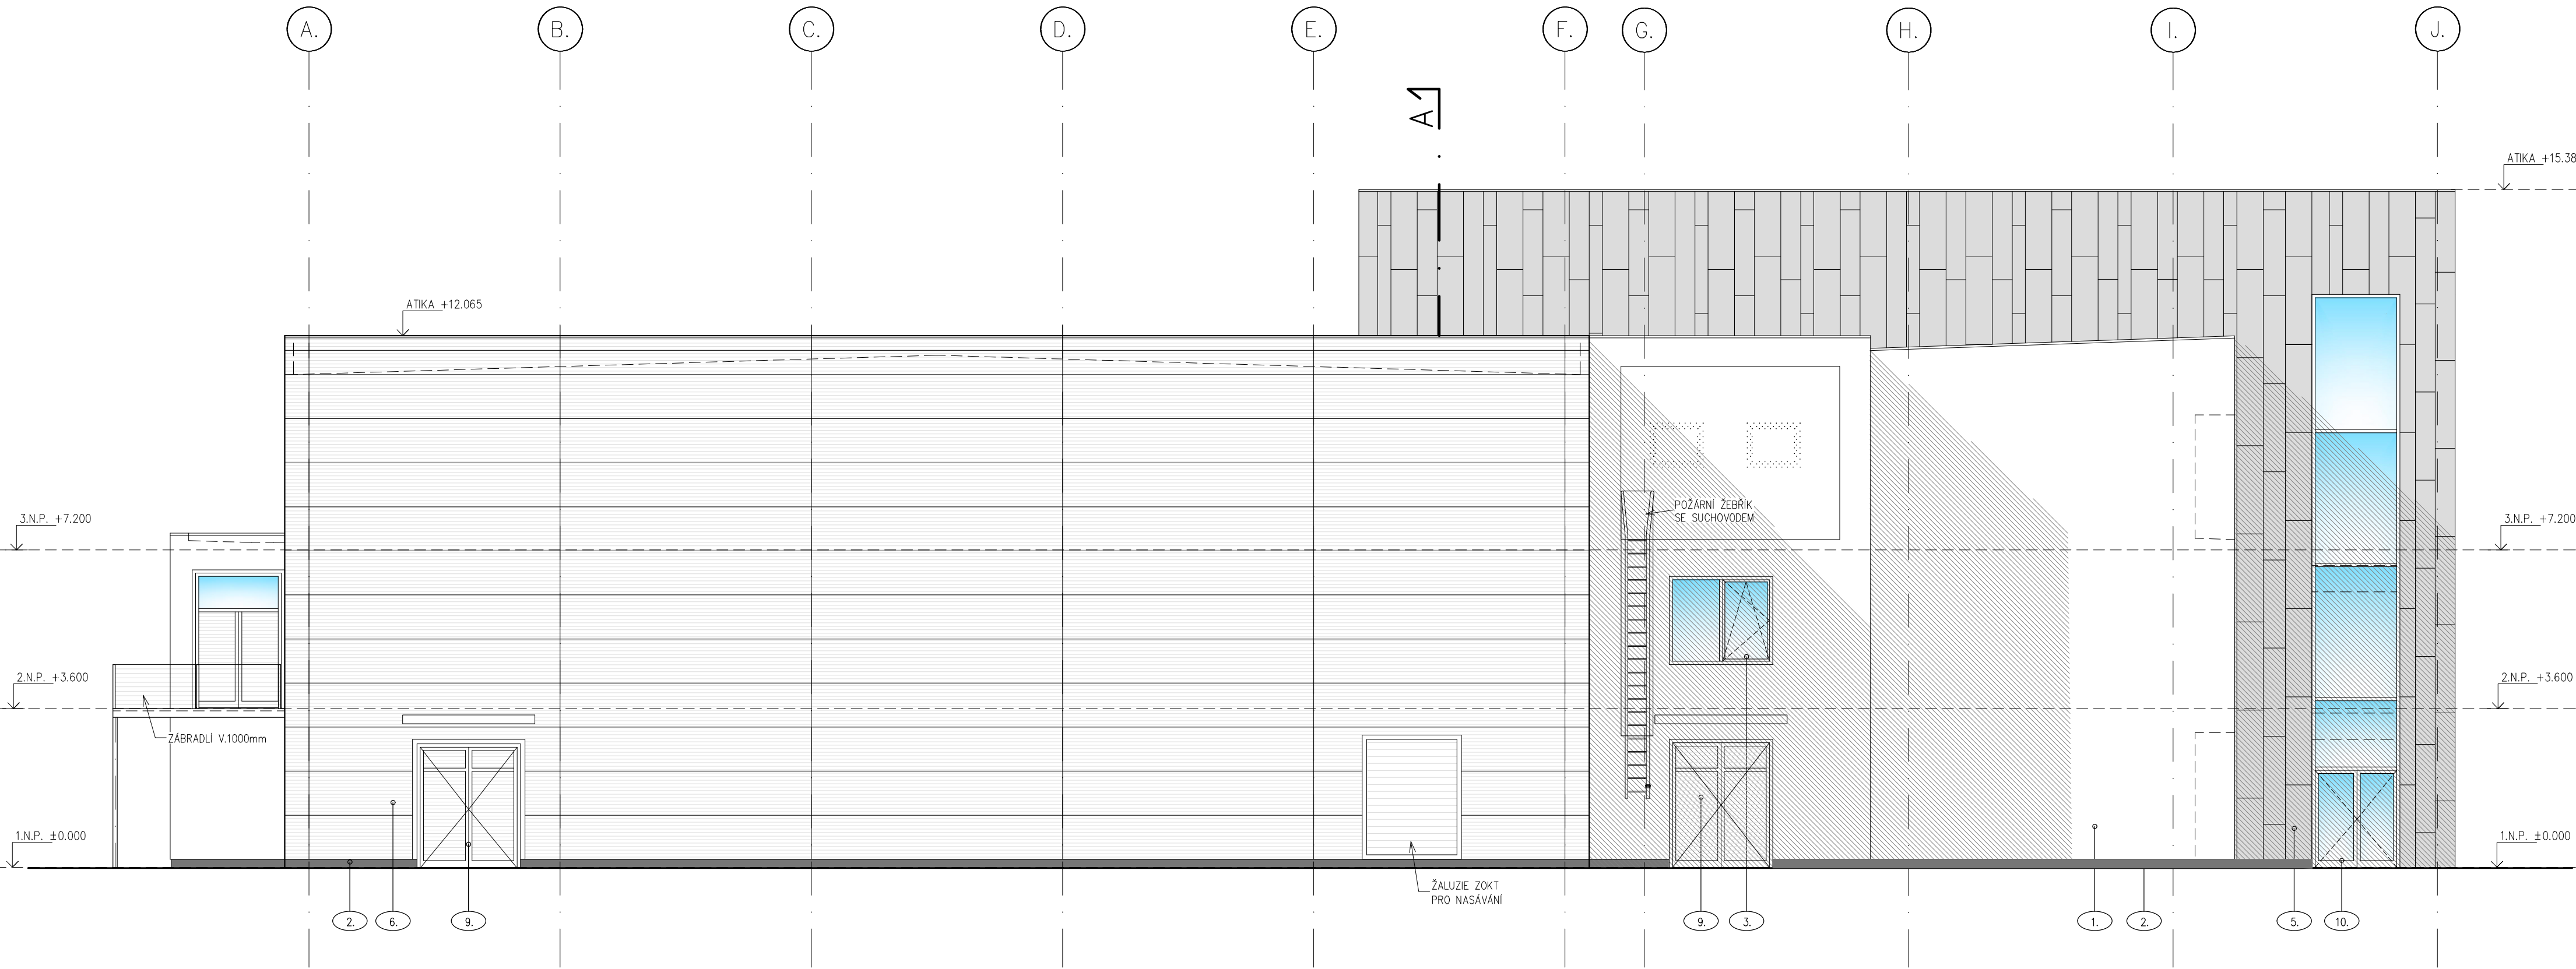 A. B. C. D. E. F. G. H. I. J.
A1
ATIKA +15.38
ATIKA +12.065
POŽÁRNÍ ŽEBŘÍK
SE SUCHOVODEM
3.N.P. +7.200
3.N.P. +7.200
2.N.P. +3.600
2.N.P. +3.600
ZÁBRADLÍ V.1000mm
1.N.P. ±0.000
1.N.P. ±0.000
ŽALUZIE ZOKT
PRO NASÁVÁNÍ
2. 6. 9. 9. 3. 1. 2. 5. 10.